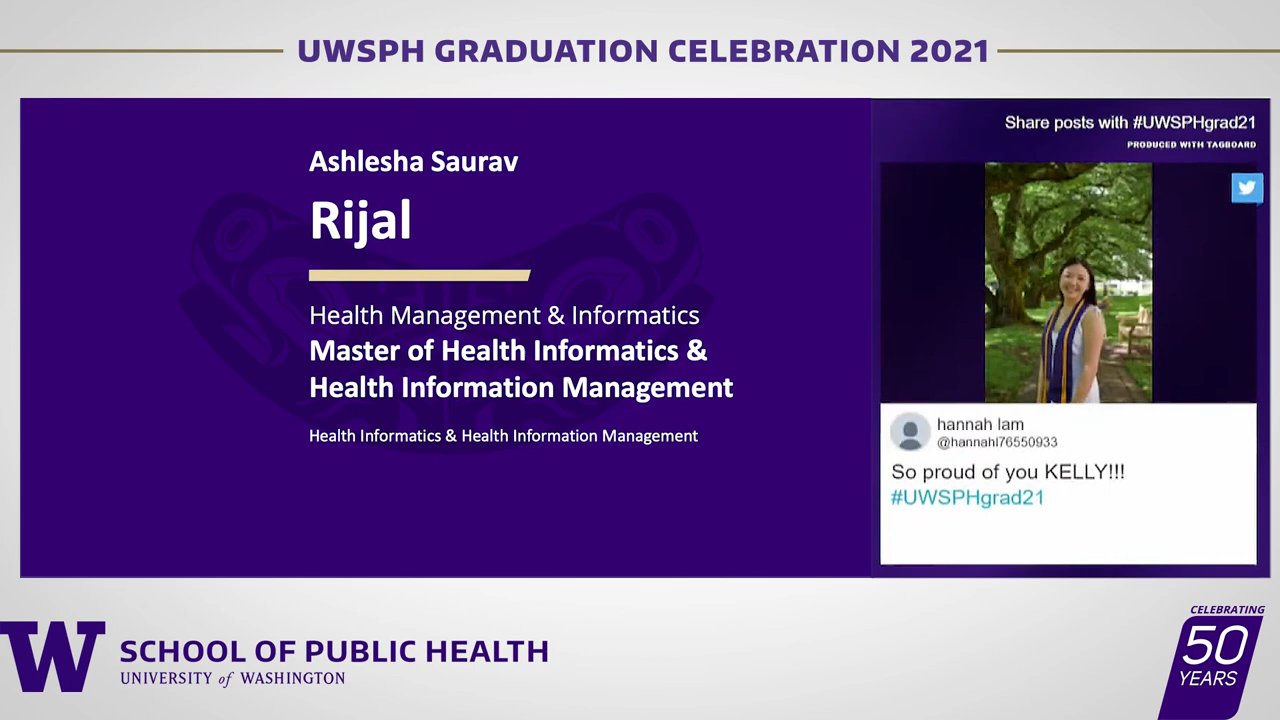 UWSPH GRADUATION CELEBRATION 2021
Ashlesha Saurav
Rijal
Health Management & Informatics
Master of Health Informatics &
Health Information Management
Health Informatics & Health Information Management
Share posts with #UWSPHgrad21
PRODUCED WITH TAGBOARD
hannah lam
@hannahl76550933
So proud of you KELLY!!!
#UWSPHgrad21
W
SCHOOL OF PUBLIC HEALTH
UNIVERSITY of WASHINGTON
CELEBRATING
50
YEARS